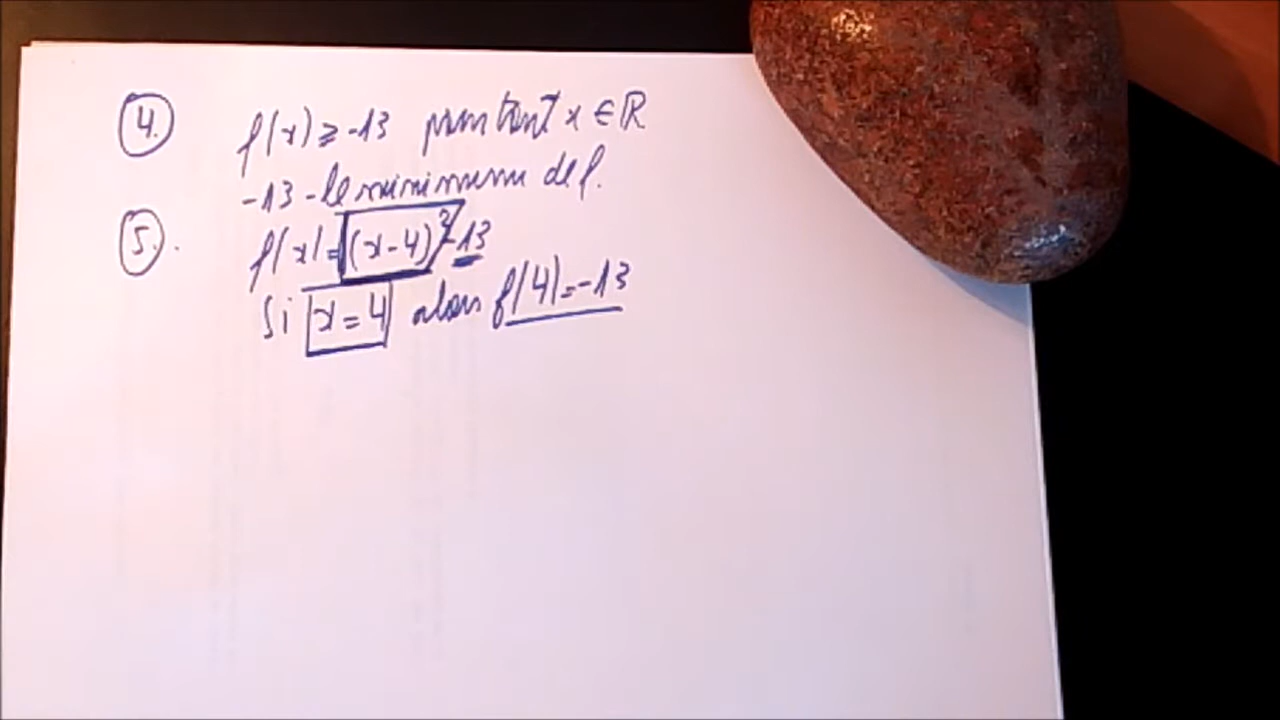 4. f(x) ≥ -13 pour tout x ∈ ℝ
-13 - le minimum de f.
5. f(x) = (x-4)² - 13
Si x = 4 alors f(4) = -13